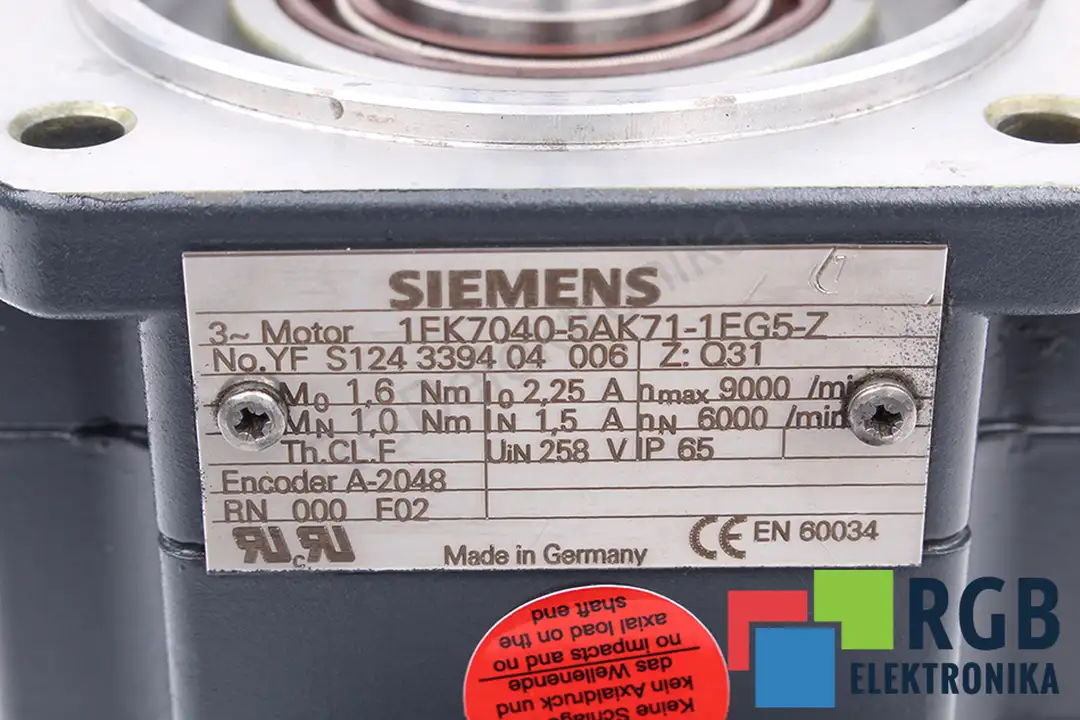 SIEMENS
3~ Motor 1FK7040-5AK71-1EG5-Z
No.YF S124 3394 04 006 Z: Q31
M0 1,6 Nm I0 2,25 A nmax 9000 /min
MN 1,0 Nm IN 1,5 A nN 6000 /min
Th.CL.F UIN 258 V IP 65
Encoder A-2048
RN 000 F02
Made in Germany CE EN 60034
Keine Schläge
kein Axialdruck und
das Wellenende
no impacts and no
axial load on the
shaft end
RGB
ELEKTRONIKA